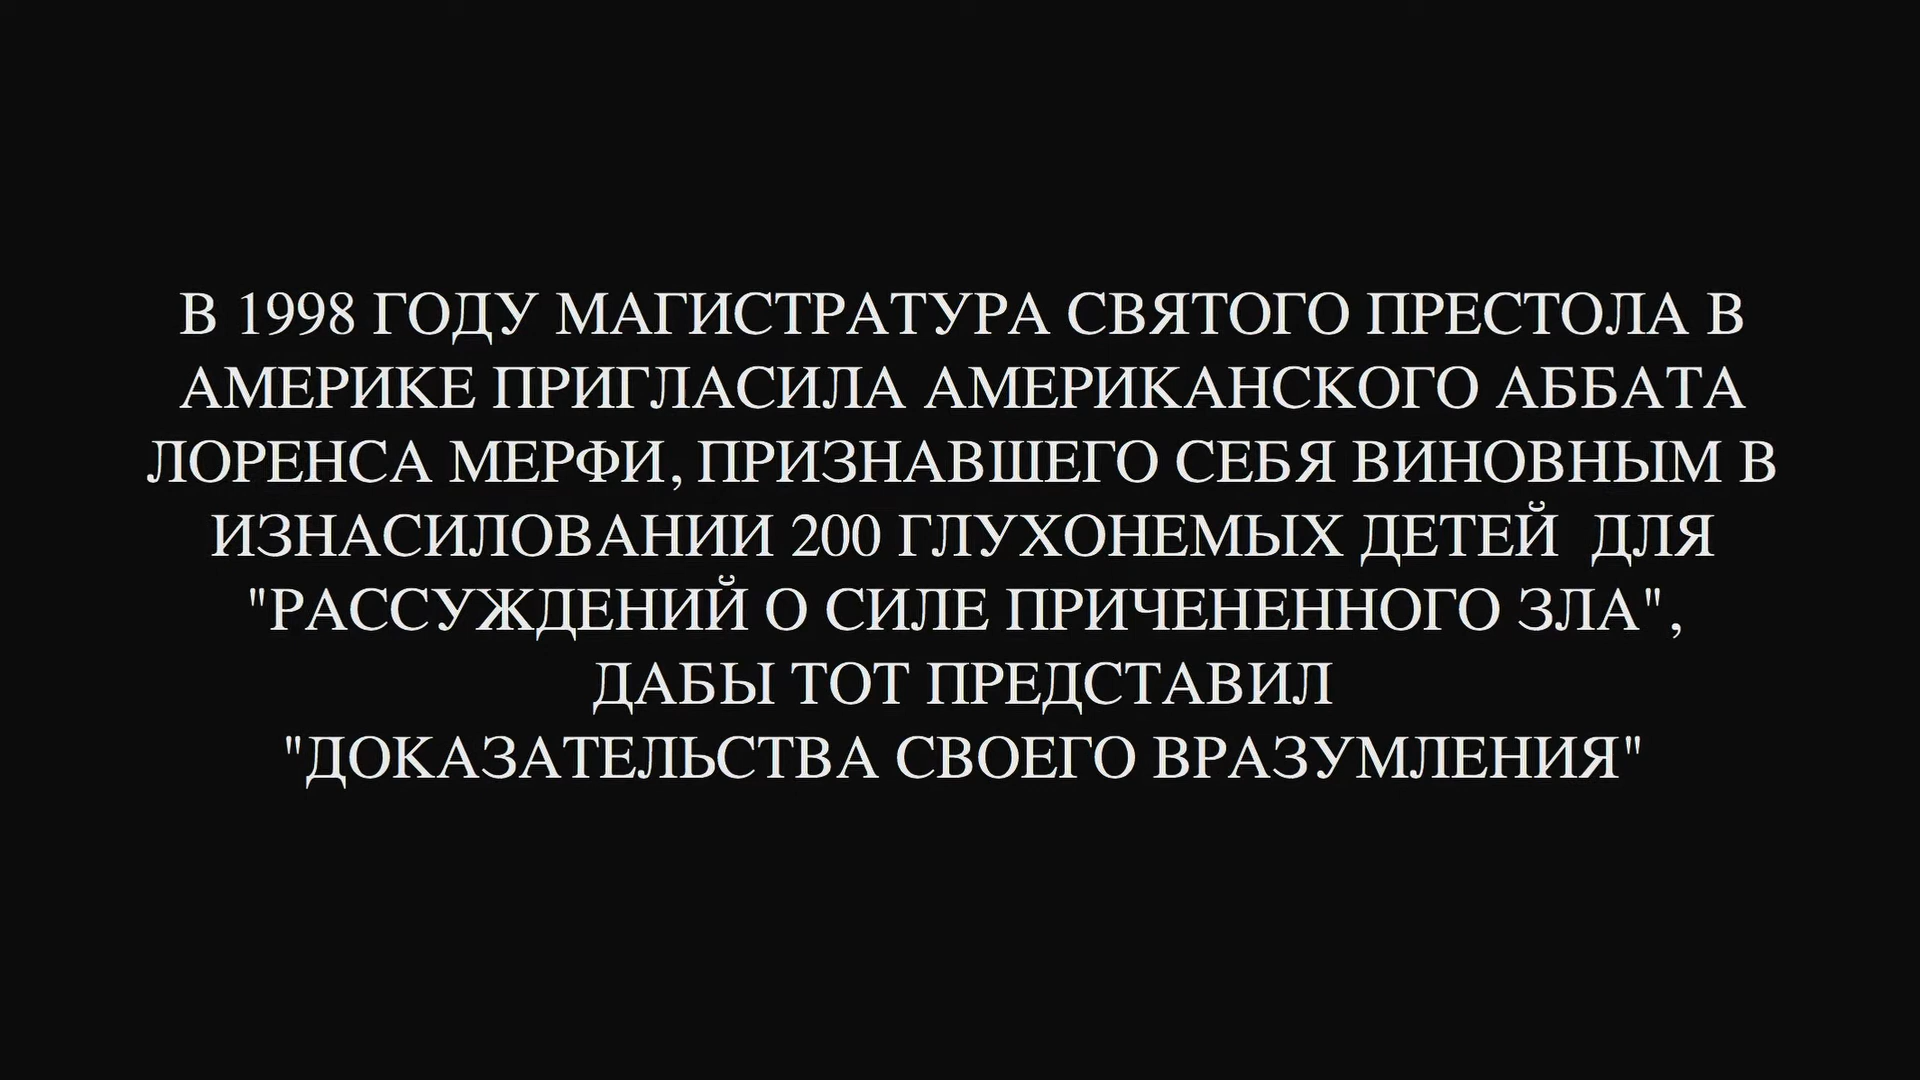 В 1998 ГОДУ МАГИСТРАТУРА СВЯТОГО ПРЕСТОЛА В
АМЕРИКЕ ПРИГЛАСИЛА АМЕРИКАНСКОГО АББАТА
ЛОРЕНСА МЕРФИ, ПРИЗНАВШЕГО СЕБЯ ВИНОВНЫМ В
ИЗНАСИЛОВАНИИ 200 ГЛУХОНЕМЫХ ДЕТЕЙ  ДЛЯ
"РАССУЖДЕНИЙ О СИЛЕ ПРИЧЕНЕННОГО ЗЛА",
ДАБЫ ТОТ ПРЕДСТАВИЛ
"ДОКАЗАТЕЛЬСТВА СВОЕГО ВРАЗУМЛЕНИЯ"